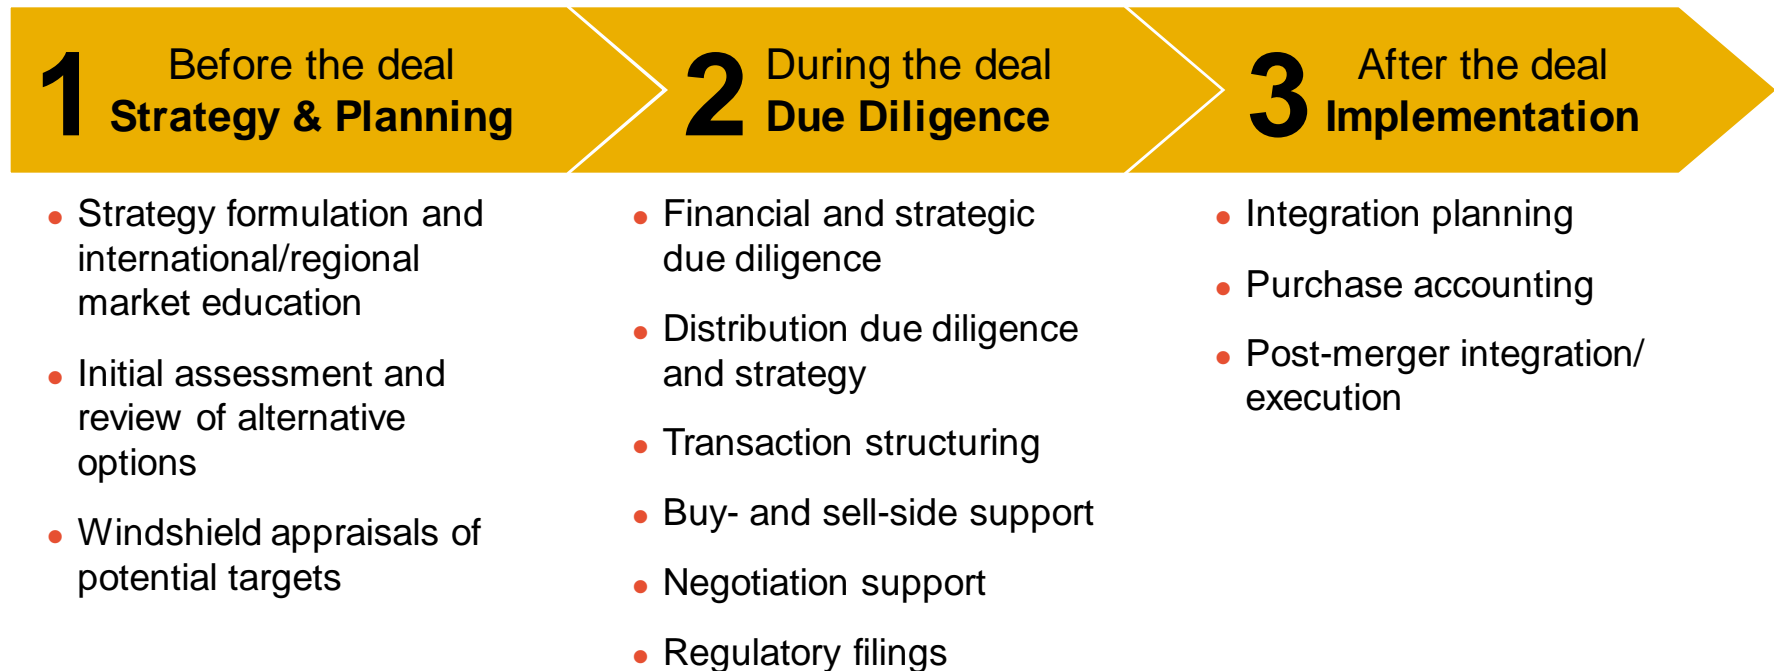 1
Before the deal
Strategy & Planning
2
During the deal
Due Diligence
3
After the deal
Implementation
• Strategy formulation and
international/regional
market education
• Initial assessment and
review of alternative
options
• Windshield appraisals of
potential targets
• Financial and strategic
due diligence
• Distribution due diligence
and strategy
• Transaction structuring
• Buy- and sell-side support
• Negotiation support
• Regulatory filings
• Integration planning
• Purchase accounting
• Post-merger integration/
execution